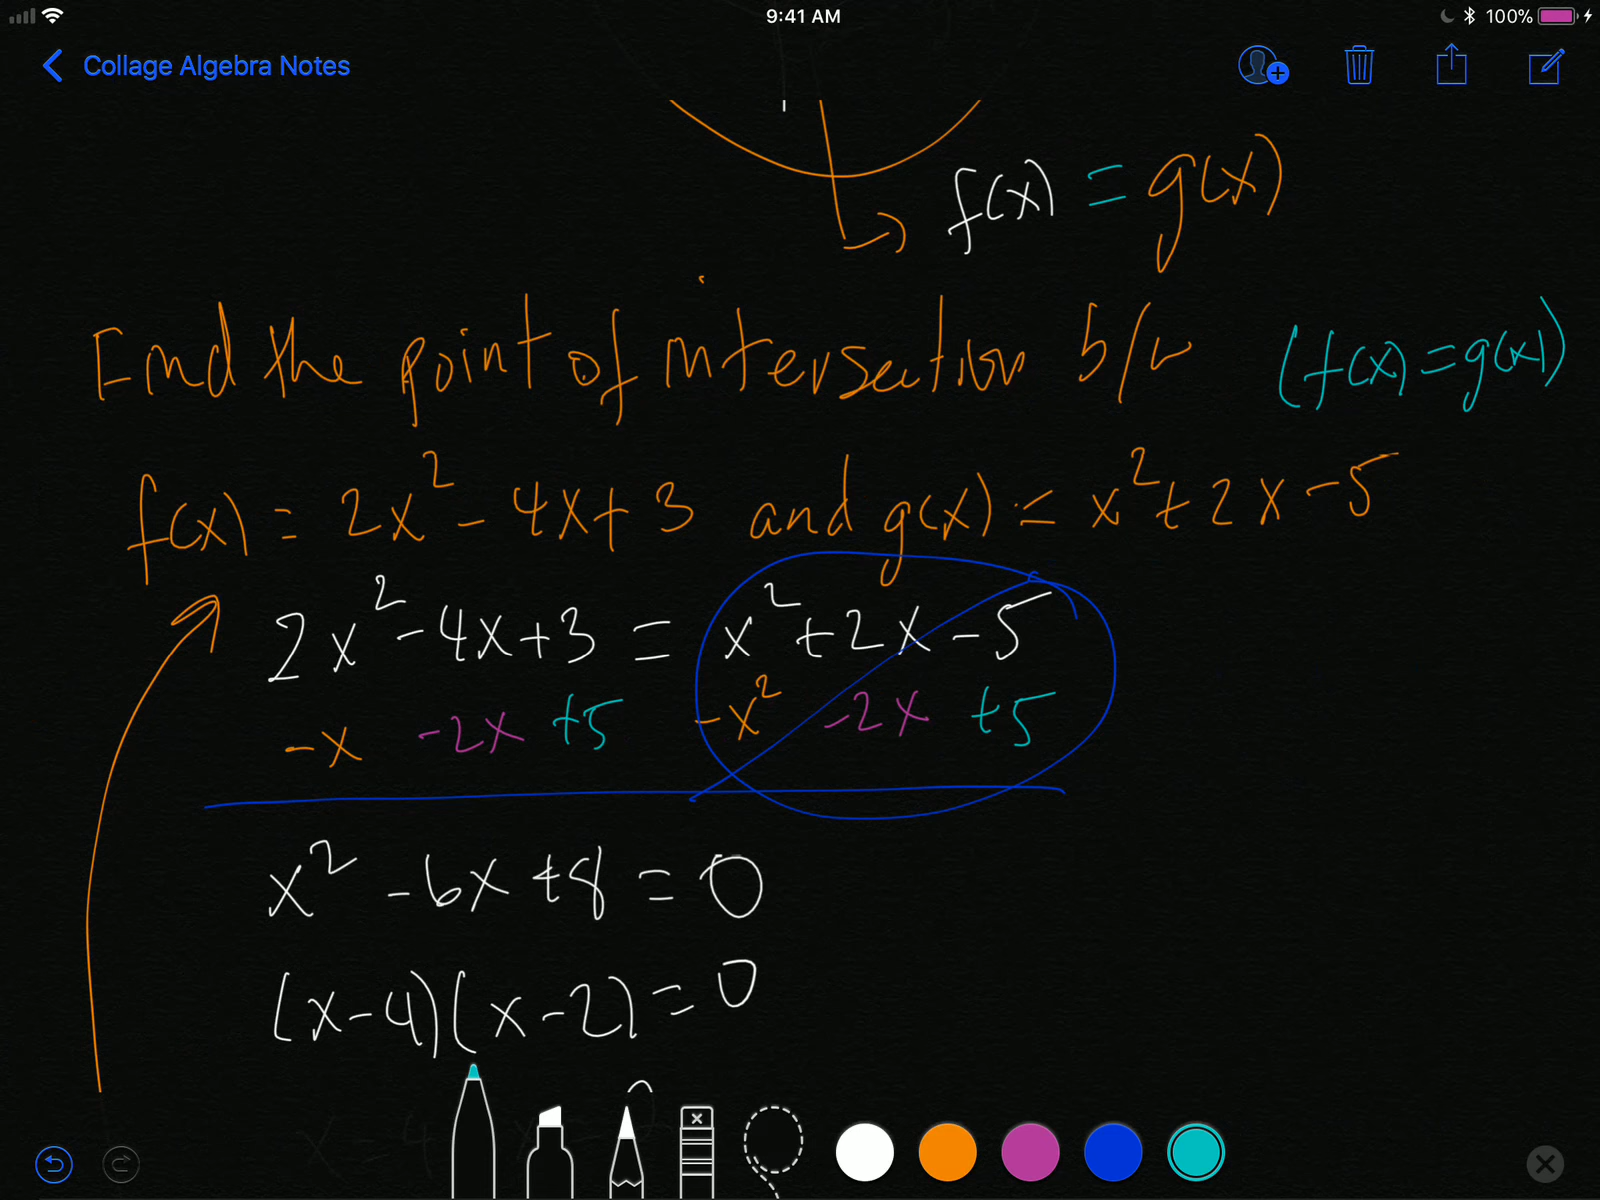 9:41 AM
100%
Collage Algebra Notes
f(x) = g(x)
Find the point of intersection b/w (f(x) = g(x))
f(x) = 2x² - 4x + 3 and g(x) = x² + 2x - 5
2x² - 4x + 3 = x² + 2x - 5
-x -2x +5 -x² -2x +5
x² - 6x + 8 = 0
(x-4)(x-2) = 0